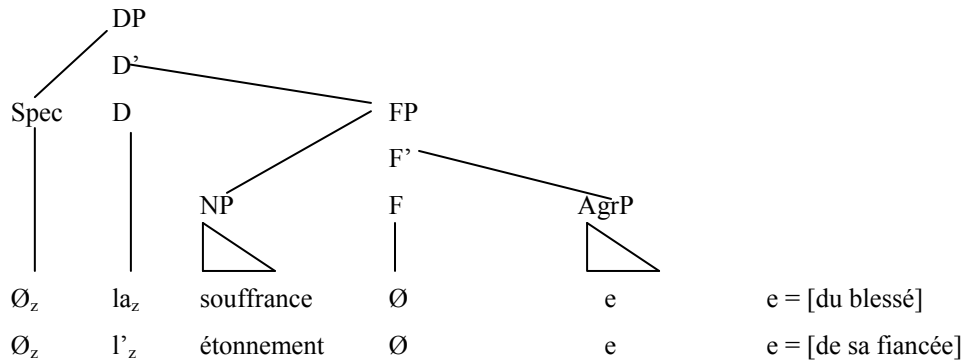 DP
D’
Spec D FP
F’
NP F AgrP
Øz laz souffrance Ø e e = [du blessé]
Øz l’z étonnement Ø e e = [de sa fiancée]